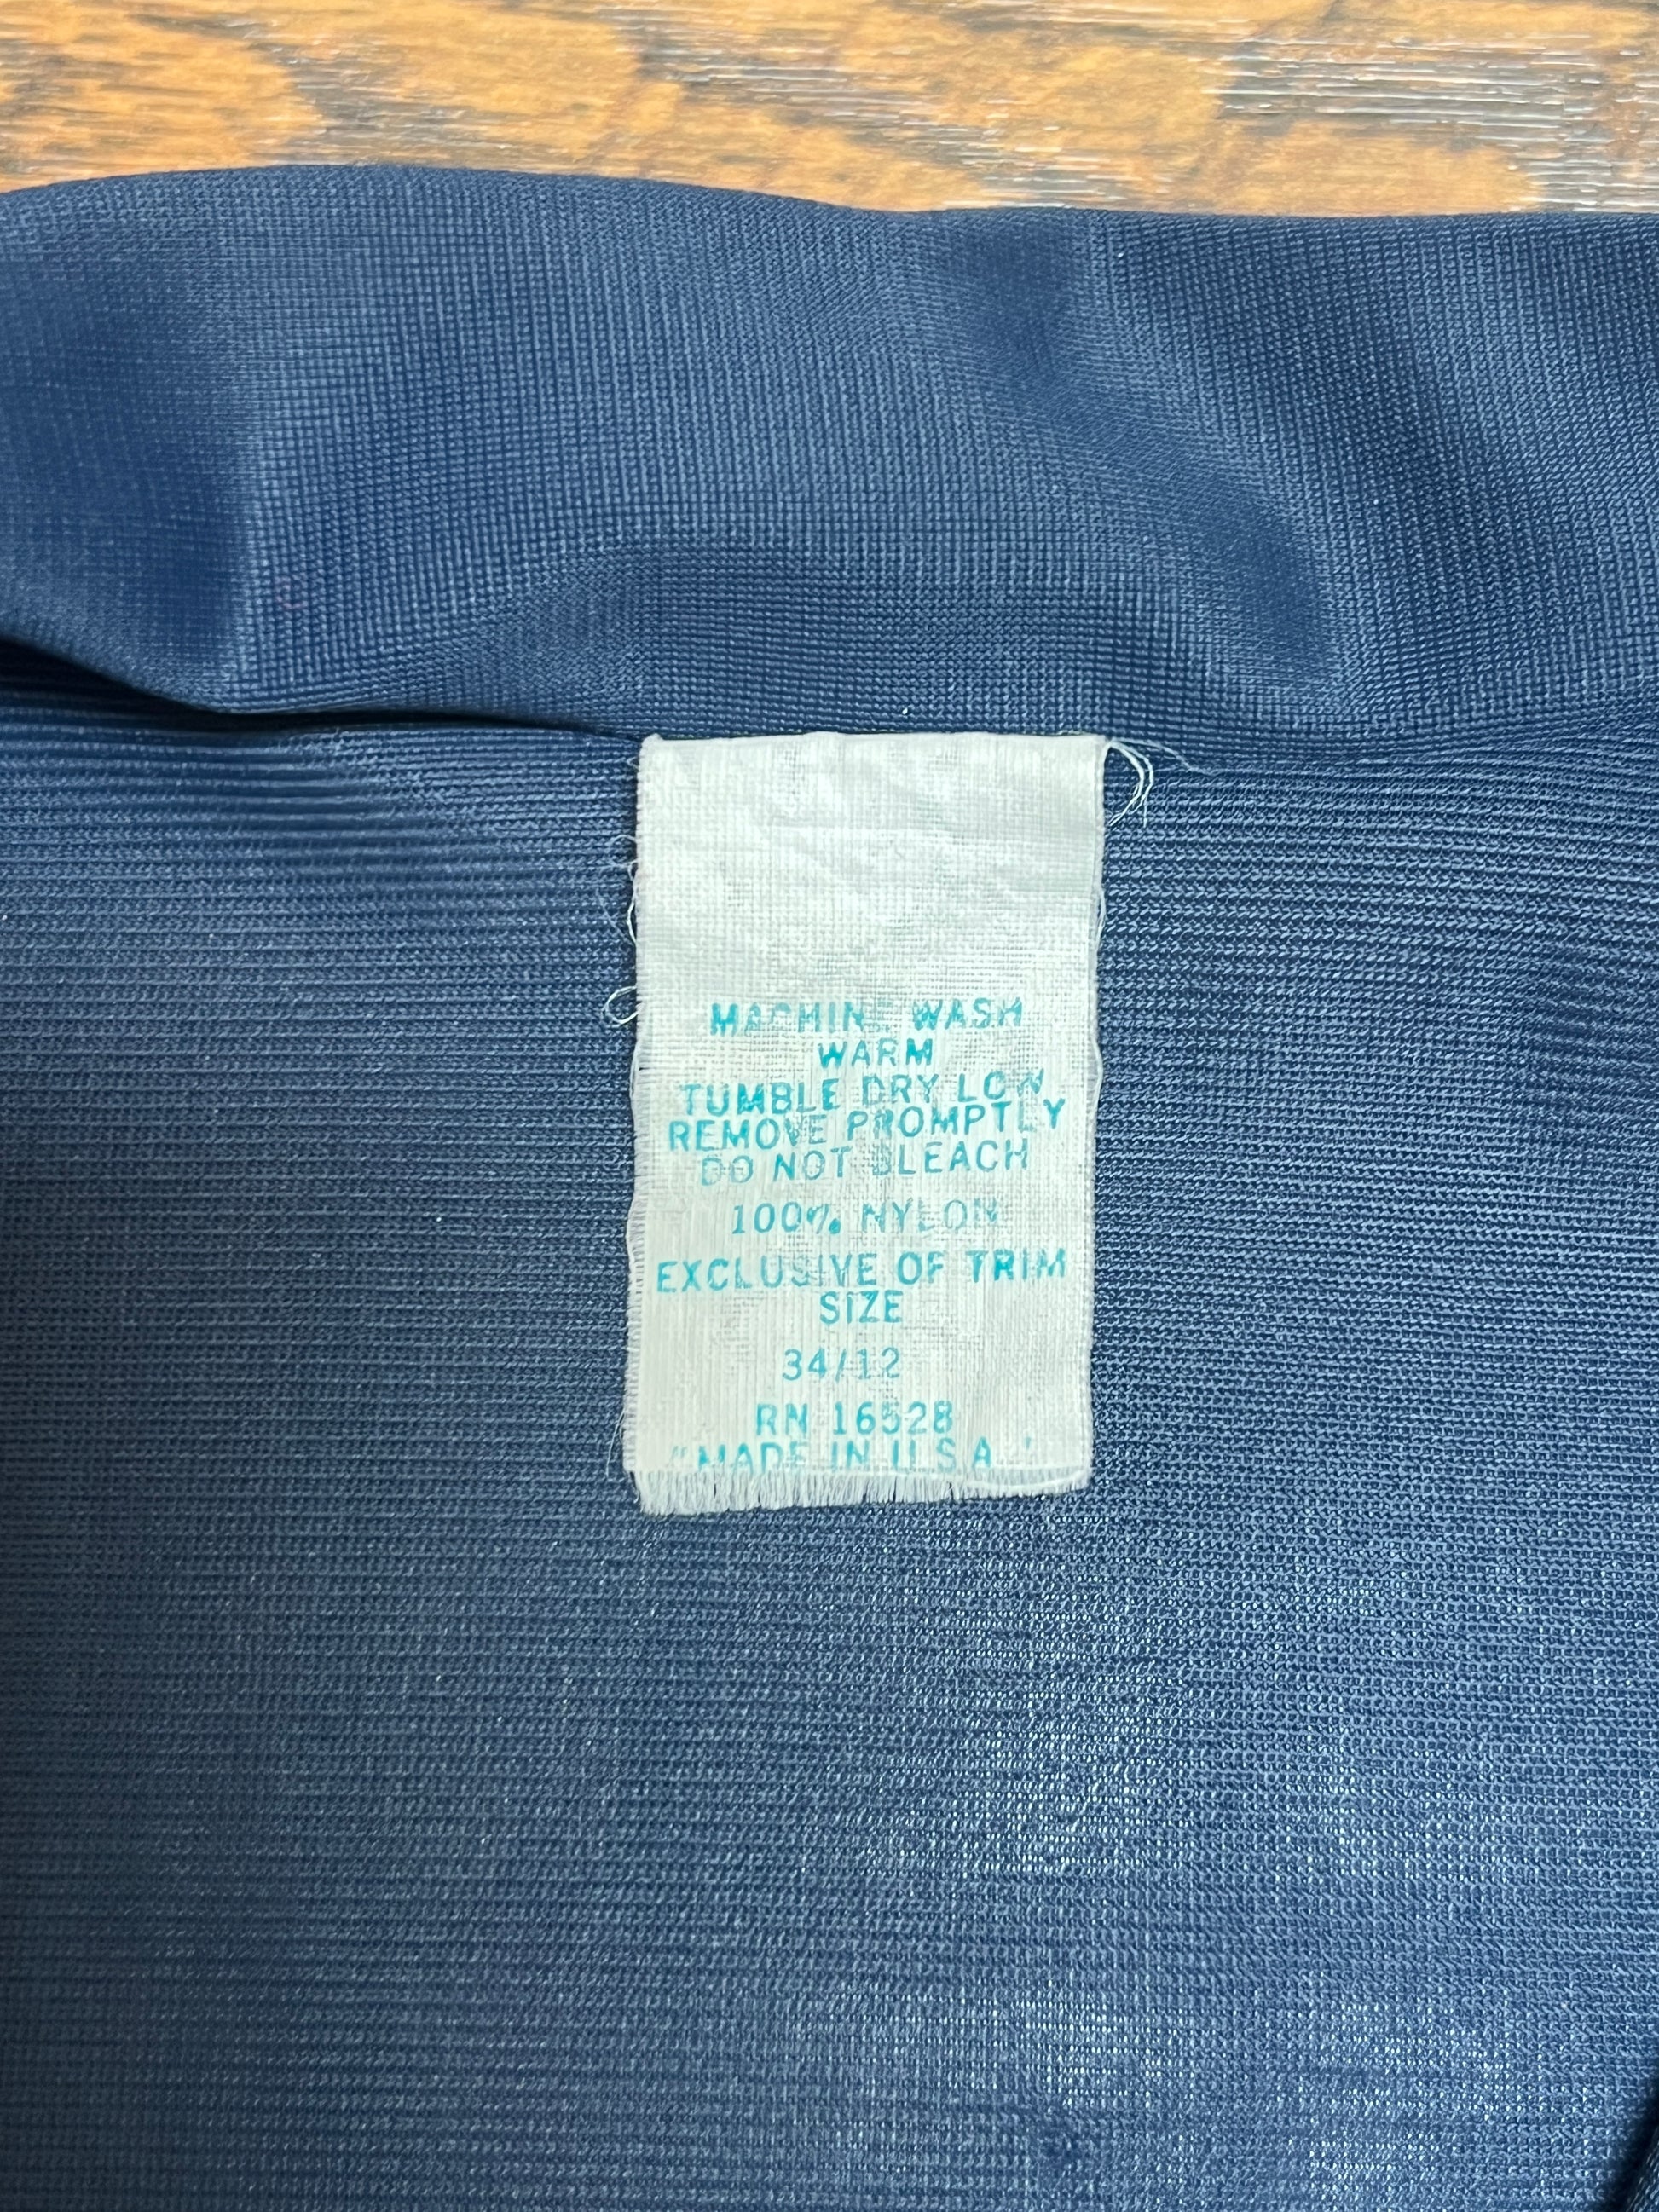 MACHINE WASH
WARM
TUMBLE DRY LOW
REMOVE PROMPTLY
DO NOT BLEACH
100% NYLON
EXCLUSIVE OF TRIM
SIZE
34/12
RN 16528
"MADE IN U.S.A."